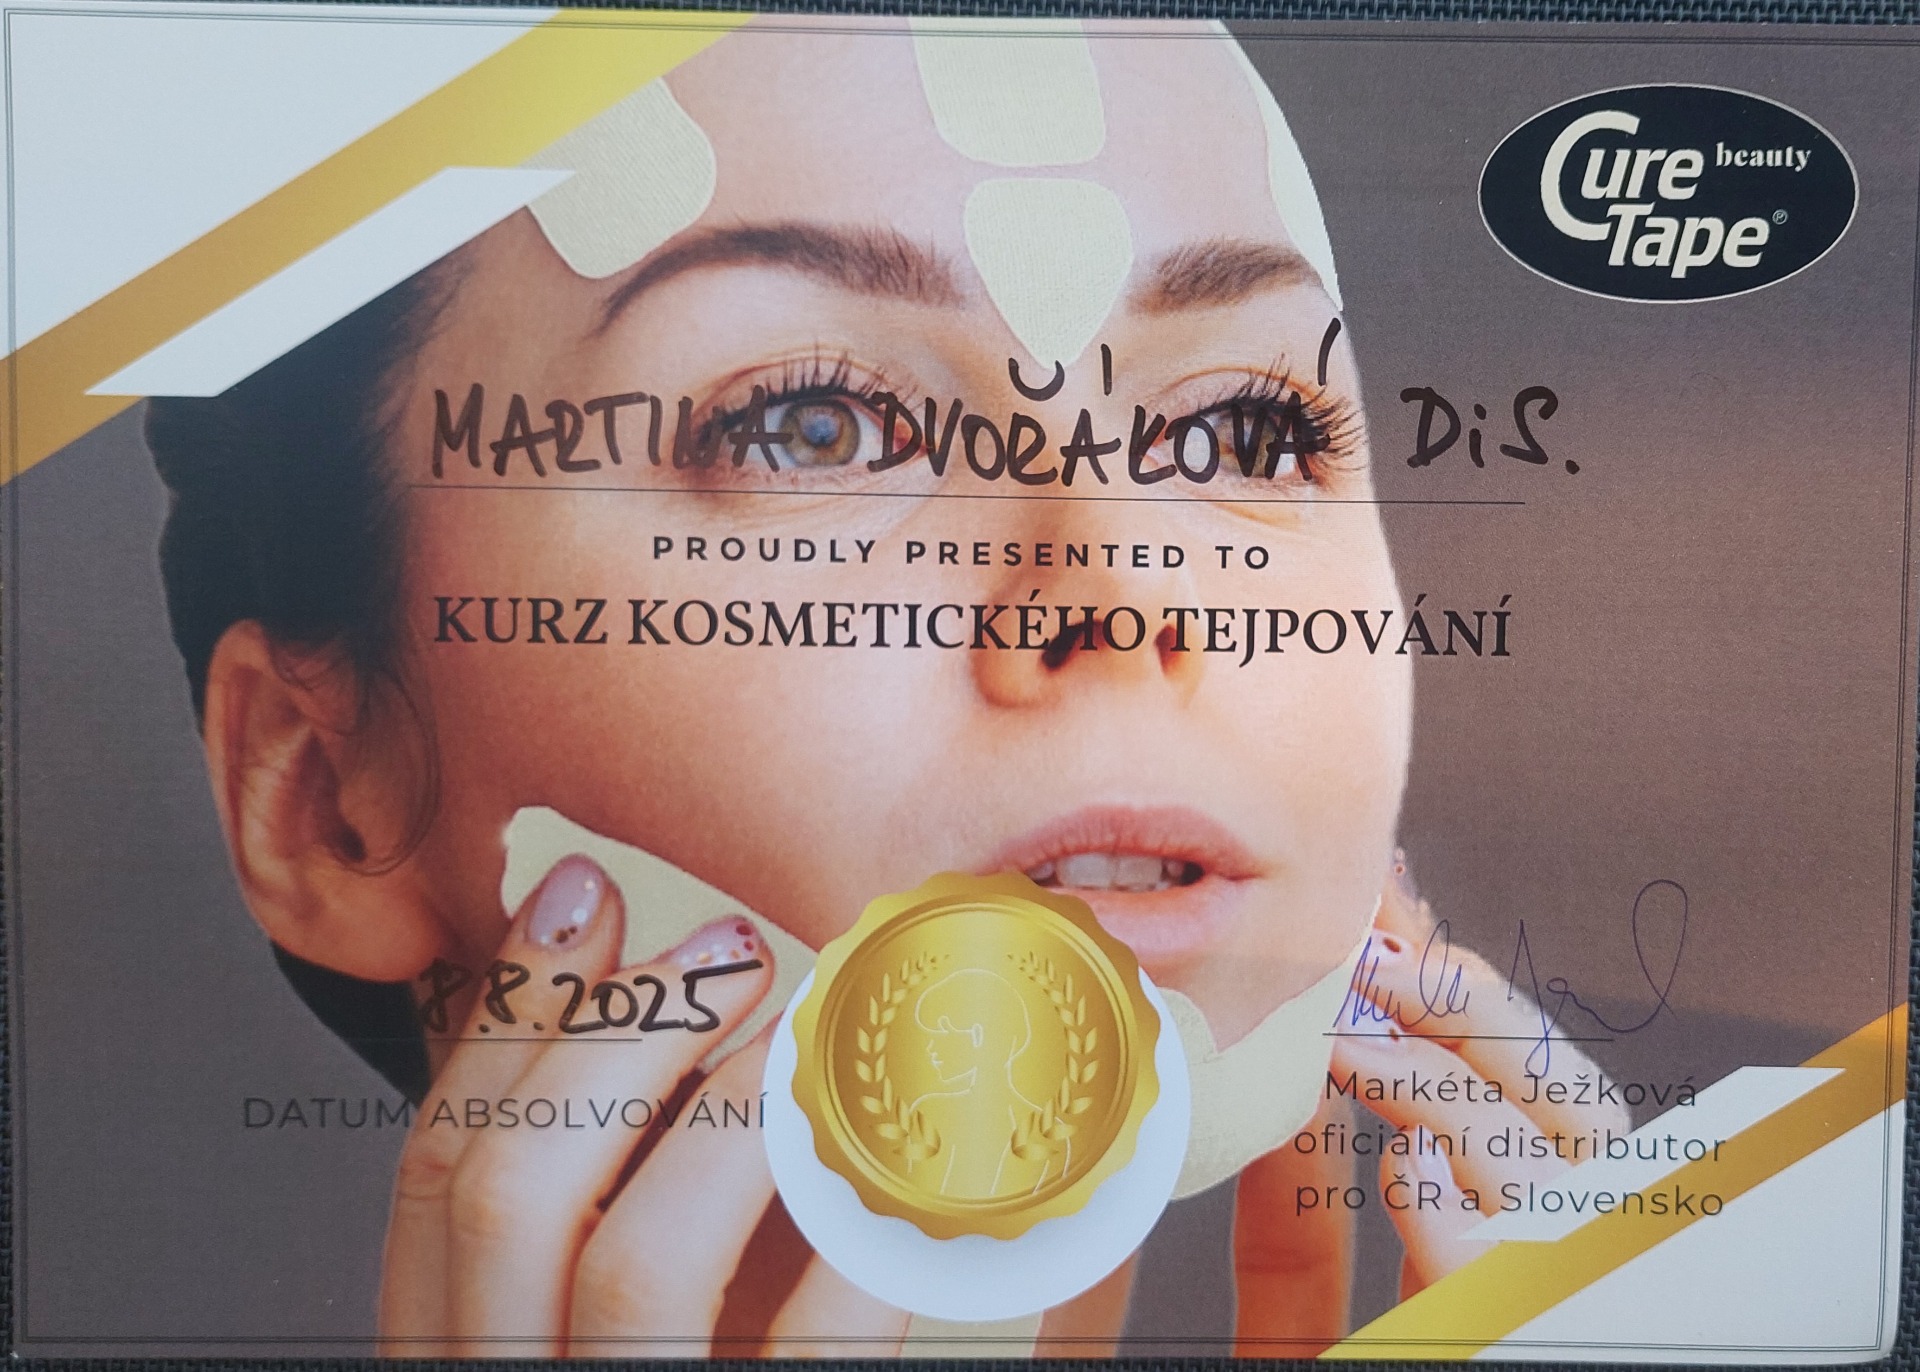 Cure beauty
Tape®
MARTINA DVOŘÁKOVÁ DiS.
PROUDLY PRESENTED TO
KURZ KOSMETICKÉHO TEJPOVÁNÍ
8.8.2025
DATUM ABSOLVOVÁNÍ
Markéta Ježková
oficiální distributor
pro ČR a Slovensko